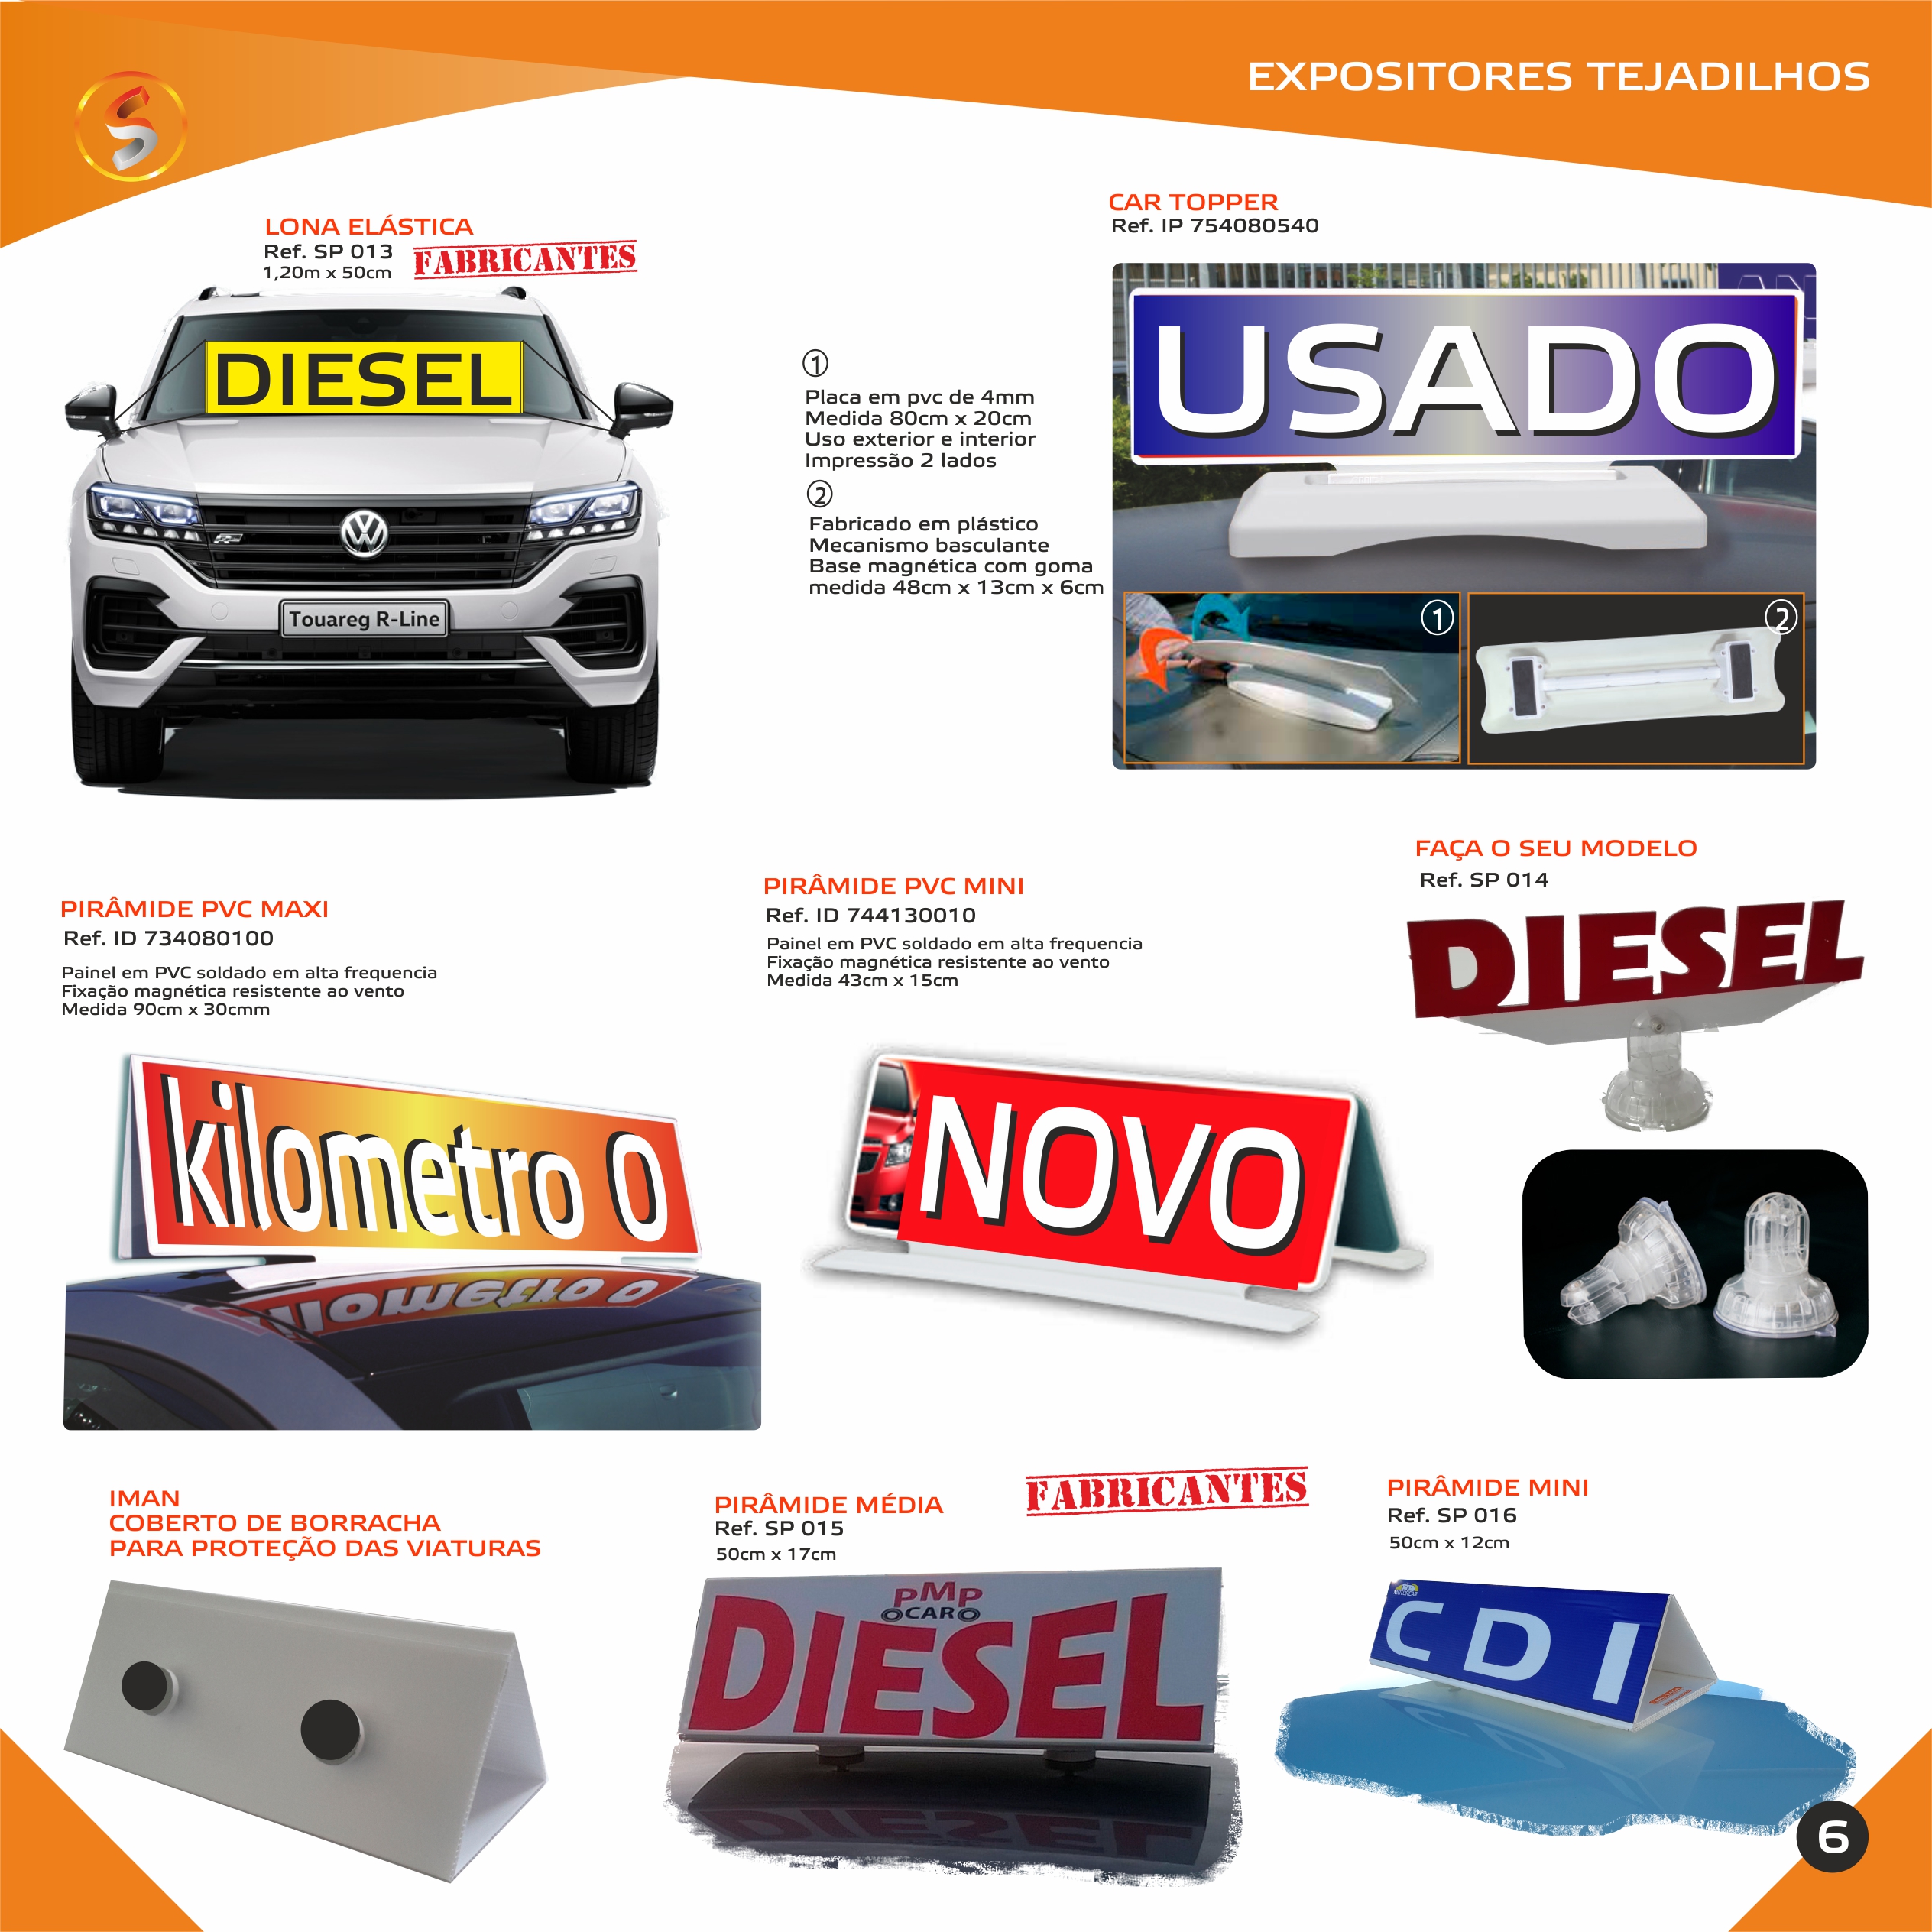 EXPOSITORES TEJADILHOS
S
LONA ELÁSTICA
Ref. SP 013
1,20m x 50cm
FABRICANTES
DIESEL
Touareg R-Line
①
Placa em pvc de 4mm
Medida 80cm x 20cm
Uso exterior e interior
Impressão 2 lados
②
Fabricado em plástico
Mecanismo basculante
Base magnética com goma
medida 48cm x 13cm x 6cm
CAR TOPPER
Ref. IP 754080540
USADO
①
②
PIRÂMIDE PVC MAXI
Ref. ID 734080100
Painel em PVC soldado em alta frequencia
Fixação magnética resistente ao vento
Medida 90cm x 30cmm
kilometro 0
kilometro 0
PIRÂMIDE PVC MINI
Ref. ID 744130010
Painel em PVC soldado em alta frequencia
Fixação magnética resistente ao vento
Medida 43cm x 15cm
NOVO
FAÇA O SEU MODELO
Ref. SP 014
DIESEL
IMAN
COBERTO DE BORRACHA
PARA PROTEÇÃO DAS VIATURAS
PIRÂMIDE MÉDIA
Ref. SP 015
50cm x 17cm
FABRICANTES
PMP
CAR
DIESEL
DIESEL
PIRÂMIDE MINI
Ref. SP 016
50cm x 12cm
CDI
6